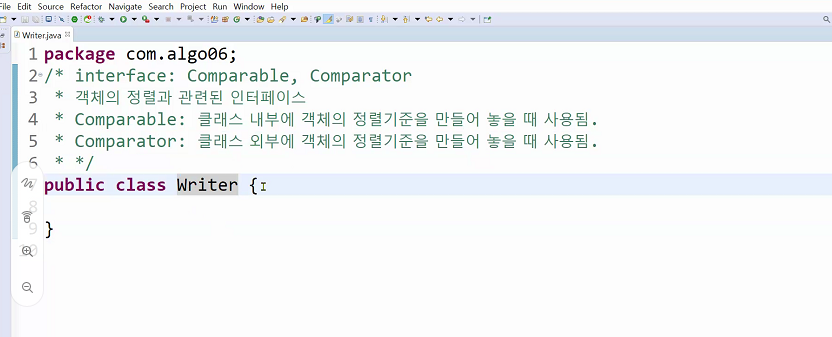 File Edit Source Refactor Navigate Search Project Run Window Help
Writer.java
1 package com.algo06;
2 /* interface: Comparable, Comparator
3 * 객체의 정렬과 관련된 인터페이스
4 * Comparable: 클래스 내부에 객체의 정렬기준을 만들어 놓을 때 사용됨.
5 * Comparator: 클래스 외부에 객체의 정렬기준을 만들어 놓을 때 사용됨.
6 * */
public class Writer {
8
9 }